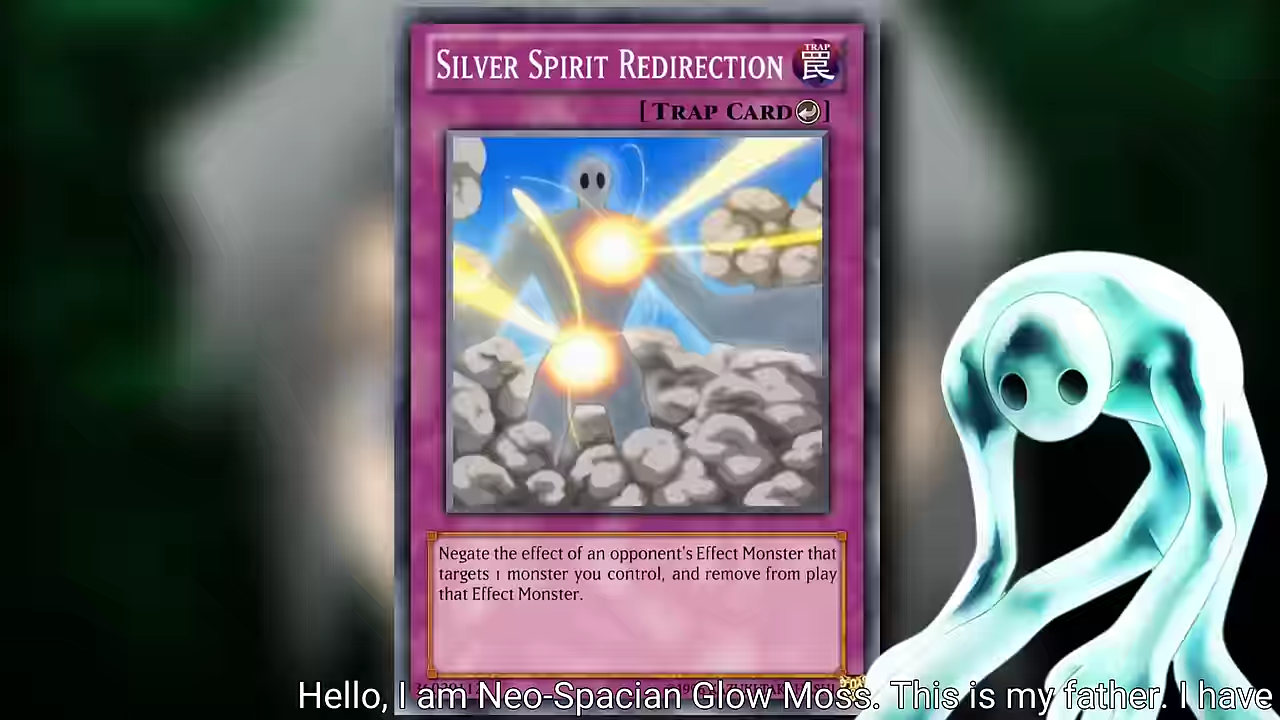 SILVER SPIRIT REDIRECTION
TRAP
罠
[TRAP CARD]
Negate the effect of an opponent's Effect Monster that
targets 1 monster you control, and remove from play
that Effect Monster.
Hello, I am Neo-Spacian Glow Moss. This is my father. I have